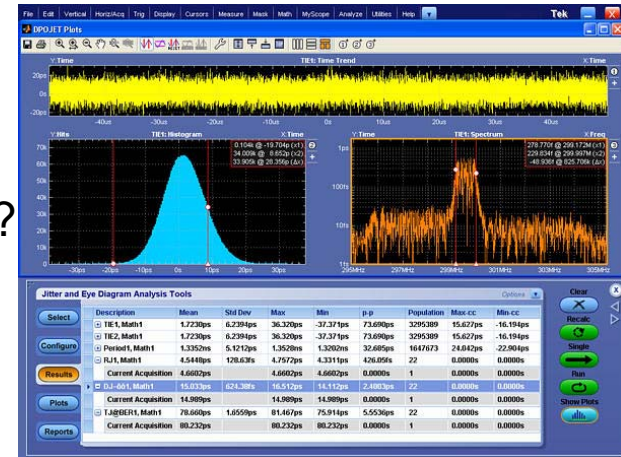 File Edit Vertical Horiz/Acq Trig Display Cursors Measure Mask Math MyScope Analyze Utilities Help Tek
DPOJET Plots
Y:Time TIE1: Time Trend X:Time
20ps
0s
-20ps
-40us -30us -20us -10us 0s 10us 20us 30us 40us
Y:Hits TIE1: Histogram X:Time
0.104k @ -19.704p (x1)
34.009k @ 8.652p (x2)
33.905k @ 28.356p (Δx)
70k
60k
50k
40k
30k
20k
10k
0
-30ps -20ps -10ps 0s 10ps 20ps 30ps
Y:Time TIE1: Spectrum X:Freq
278.770f @ 299.172M (x1)
229.834f @ 299.997M (x2)
-48.936f @ 825.706k (Δx)
1ps
100fs
10fs
1fs
295MHz 297MHz 299MHz 301MHz 303MHz 305MHz
?
Jitter and Eye Diagram Analysis Tools Options
Select
Configure
Results
Plots
Reports
Description Mean Std Dev Max Min p-p Population Max-cc Min-cc
TIE1, Math1 1.7230ps 6.2394ps 36.320ps -37.371ps 73.690ps 3295389 15.627ps -16.194ps
TIE2, Math1 1.7230ps 6.2394ps 36.320ps -37.371ps 73.690ps 3295389 15.627ps -16.194ps
Period1, Math1 1.3352ns 5.1212ps 1.3528ns 1.3202ns 32.605ps 1647673 24.042ps -22.904ps
RJ1, Math1 4.5448ps 128.63fs 4.7572ps 4.3311ps 426.05fs 22 0.0000s 0.0000s
Current Acquisition 4.6602ps 4.6602ps 4.6602ps 0.0000s 1 0.0000s 0.0000s
DJ-δδ1, Math1 15.033ps 624.38fs 16.512ps 14.112ps 2.4003ps 22 0.0000s 0.0000s
Current Acquisition 14.989ps 14.989ps 14.989ps 0.0000s 1 0.0000s 0.0000s
TJ@BER1, Math1 78.660ps 1.6559ps 81.467ps 75.914ps 5.5536ps 22 0.0000s 0.0000s
Current Acquisition 80.232ps 80.232ps 80.232ps 0.0000s 1 0.0000s 0.0000s
Clear
Recalc
Single
Run
Show Plots